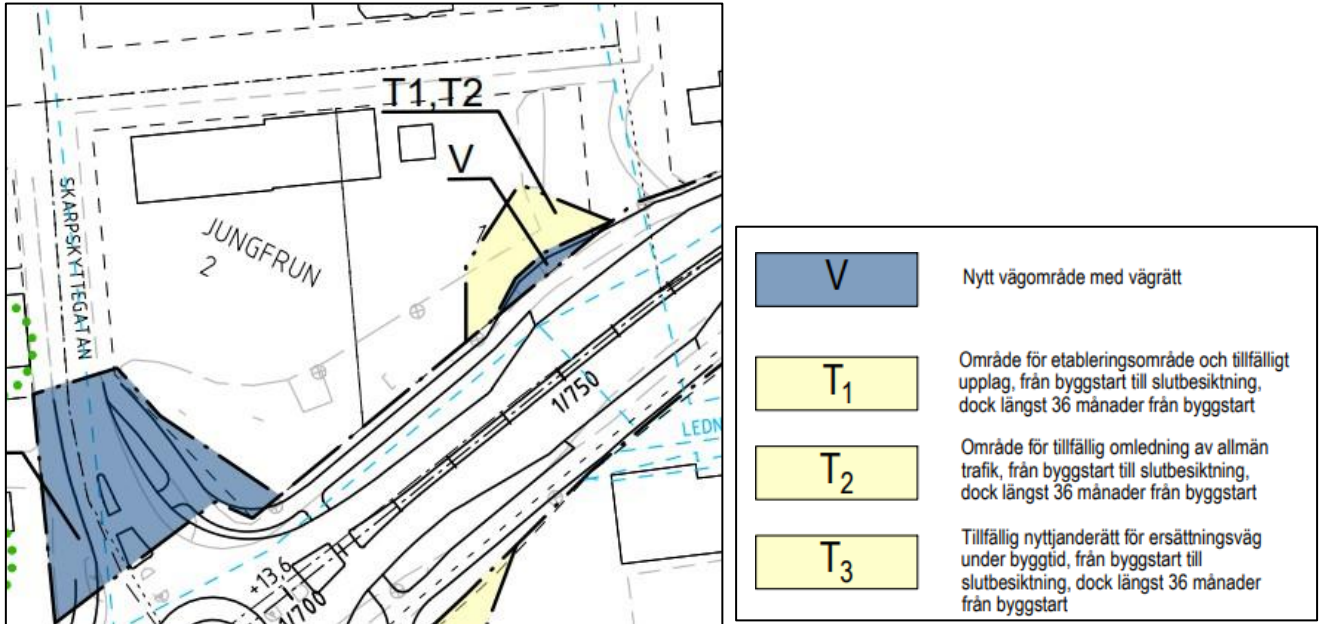 T1,T2
V
SKARPSKYTTEGATAN
JUNGFRUN
2
1
1/750
LEDN
+13,6
1/700
V
Nytt vägområde med vägrätt
T1
Område för etableringsområde och tillfälligt
upplag, från byggstart till slutbesiktning,
dock längst 36 månader från byggstart
T2
Område för tillfällig omledning av allmän
trafik, från byggstart till slutbesiktning,
dock längst 36 månader från byggstart
T3
Tillfällig nyttjanderätt för ersättningsväg
under byggtid, från byggstart till
slutbesiktning, dock längst 36 månader
från byggstart